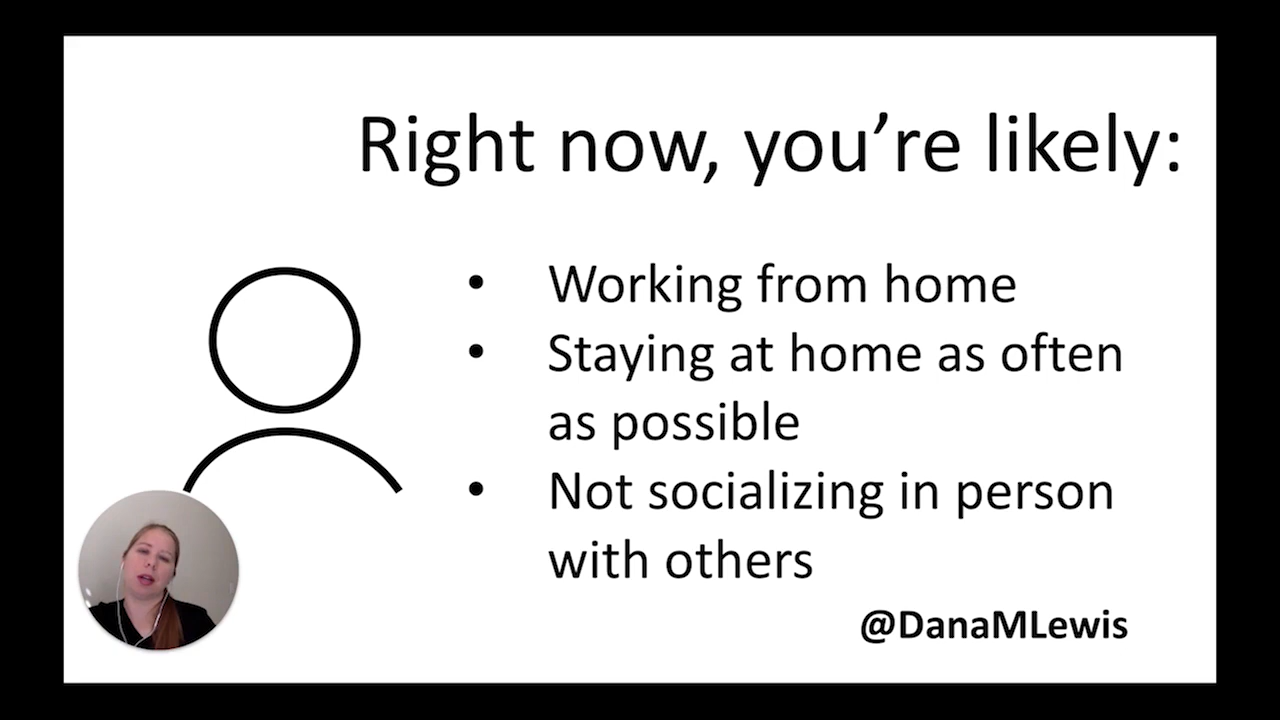 Right now, you’re likely:
• Working from home
• Staying at home as often
as possible
• Not socializing in person
with others
@DanaMLewis